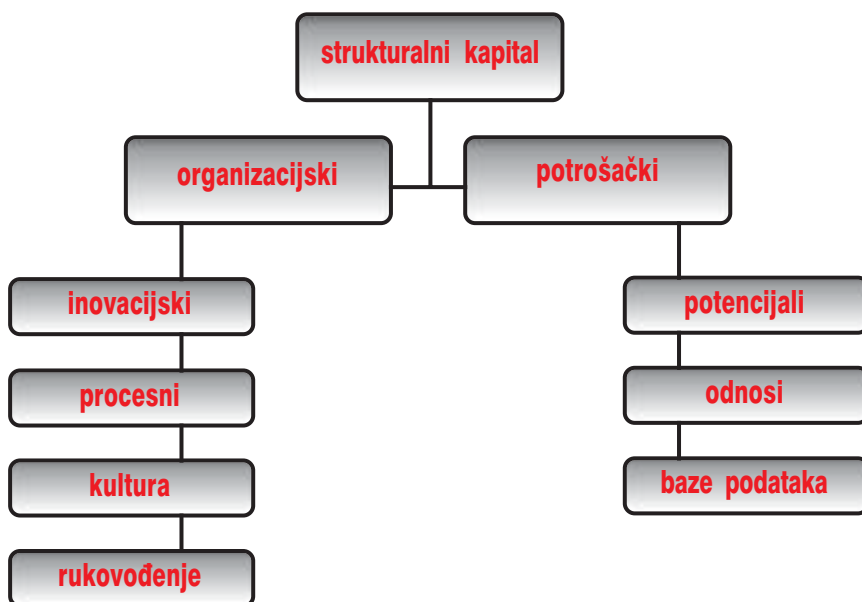 strukturalni kapital
organizacijski
potrošački
inovacijski
procesni
kultura
rukovođenje
potencijali
odnosi
baze podataka